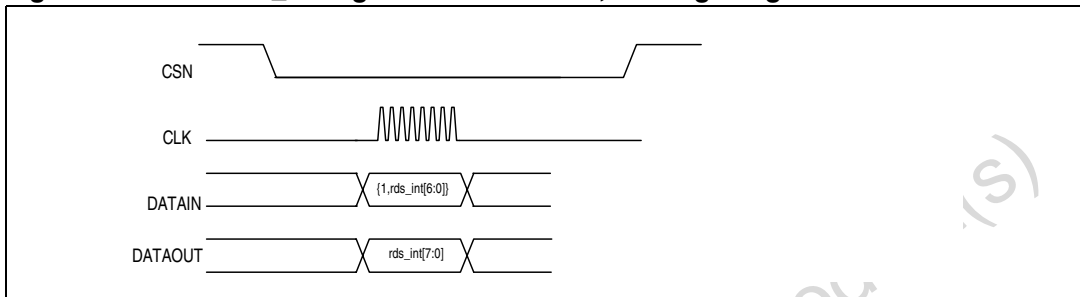 CSN
CLK
{1,rds_int[6:0]}
DATAIN
rds_int[7:0]
DATAOUT